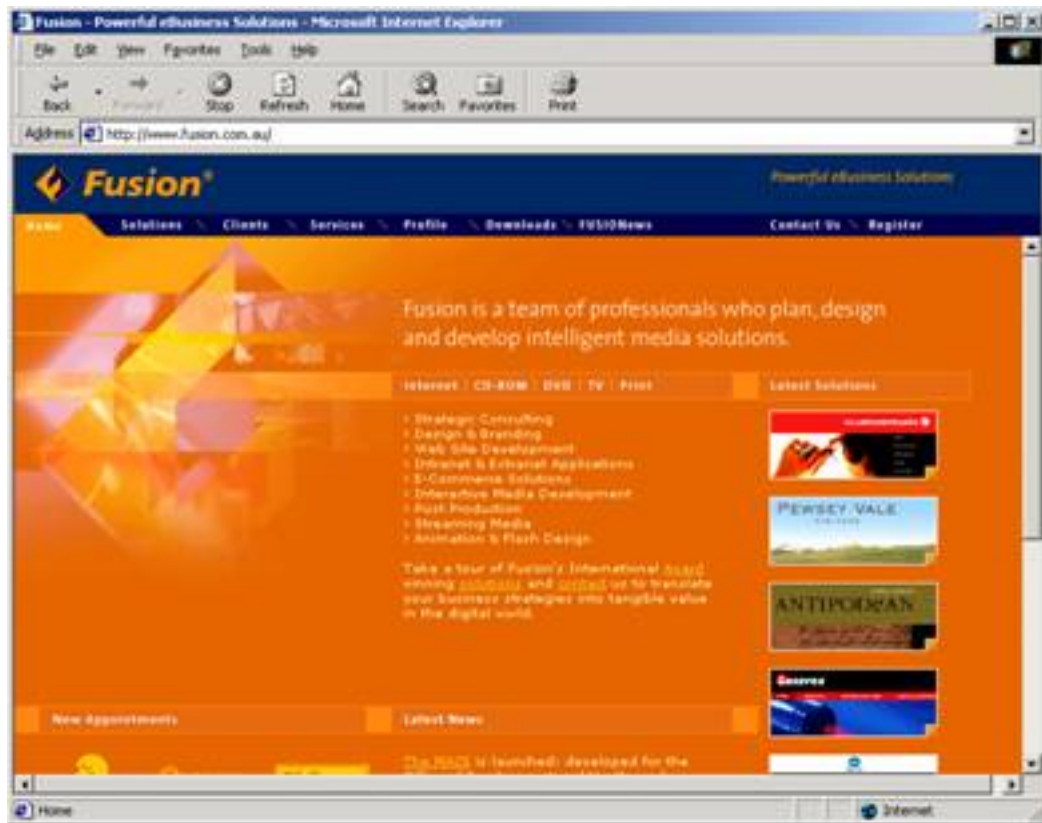 Fusion - Powerful eBusiness Solutions - Microsoft Internet Explorer
File Edit View Favorites Tools Help
Back Forward Stop Refresh Home Search Favorites Print
Address http://www.fusion.com.au/
Fusion®
Powerful eBusiness Solutions
Home Solutions Clients Services Profile Downloads FUSIONews Contact Us Register
Fusion is a team of professionals who plan, design
and develop intelligent media solutions.
Internet | CD-ROM | DVD | TV | Print
Latest Solutions
› Strategic Consulting
› Design & Branding
› Web Site Development
› Intranet & Extranet Applications
› E-Commerce Solutions
› Interactive Media Development
› Post Production
› Streaming Media
› Animation & Flash Design
Take a tour of Fusion's International Award
winning solutions and contact us to translate
your business strategies into tangible value
in the digital world.
PEWSEY VALE
ANTIPODEAN
New Appointments
Latest News
is launched: developed for the
Home
Internet